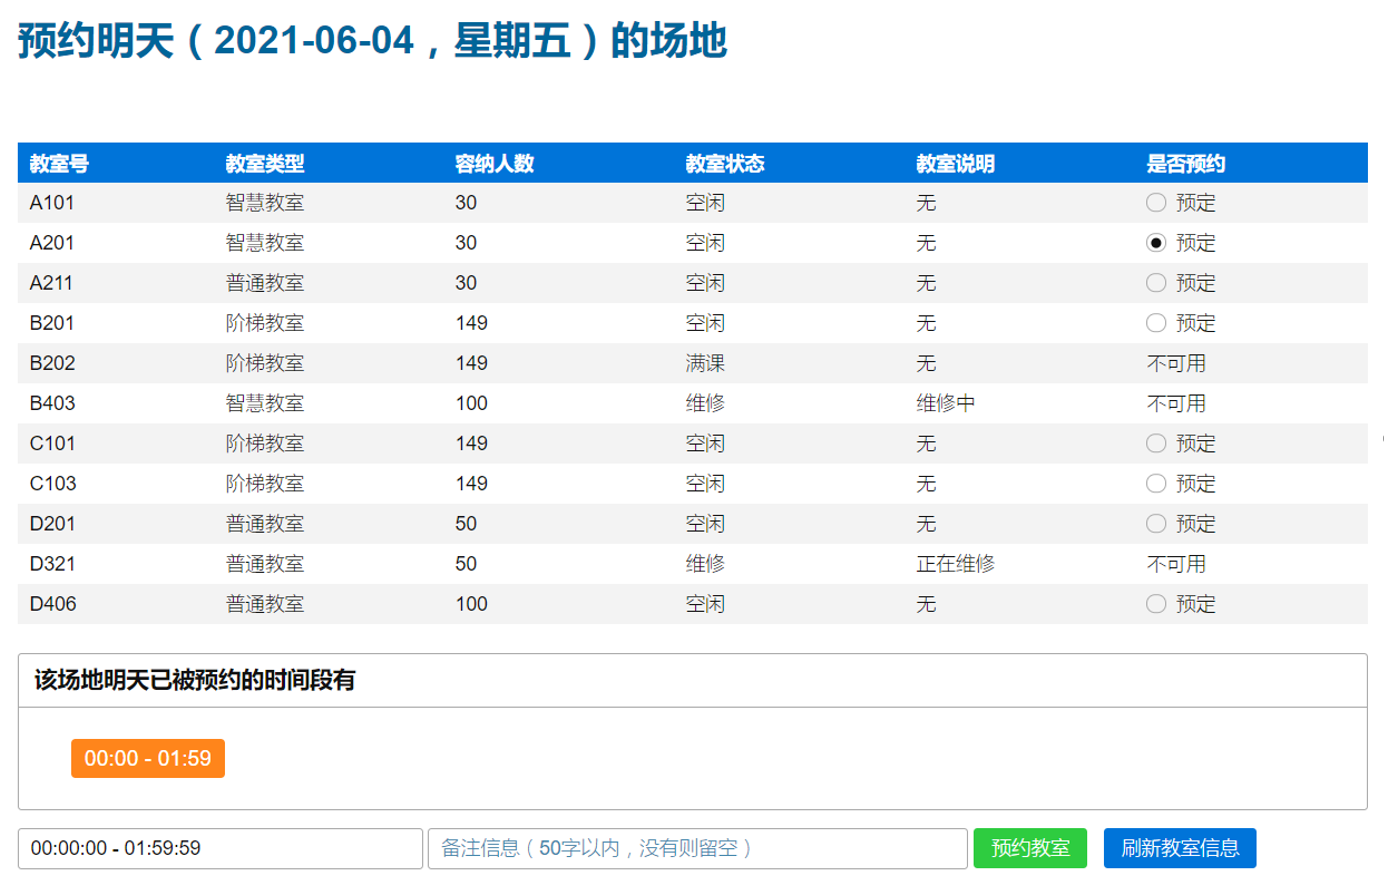 预约明天（2021-06-04，星期五）的场地
教室号 教室类型 容纳人数 教室状态 教室说明 是否预约
A101 智慧教室 30 空闲 无 预定
A201 智慧教室 30 空闲 无 预定
A211 普通教室 30 空闲 无 预定
B201 阶梯教室 149 空闲 无 预定
B202 阶梯教室 149 满课 无 不可用
B403 智慧教室 100 维修 维修中 不可用
C101 阶梯教室 149 空闲 无 预定
C103 阶梯教室 149 空闲 无 预定
D201 普通教室 50 空闲 无 预定
D321 普通教室 50 维修 正在维修 不可用
D406 普通教室 100 空闲 无 预定
该场地明天已被预约的时间段有
00:00 - 01:59
00:00:00 - 01:59:59 备注信息（50字以内，没有则留空） 预约教室 刷新教室信息